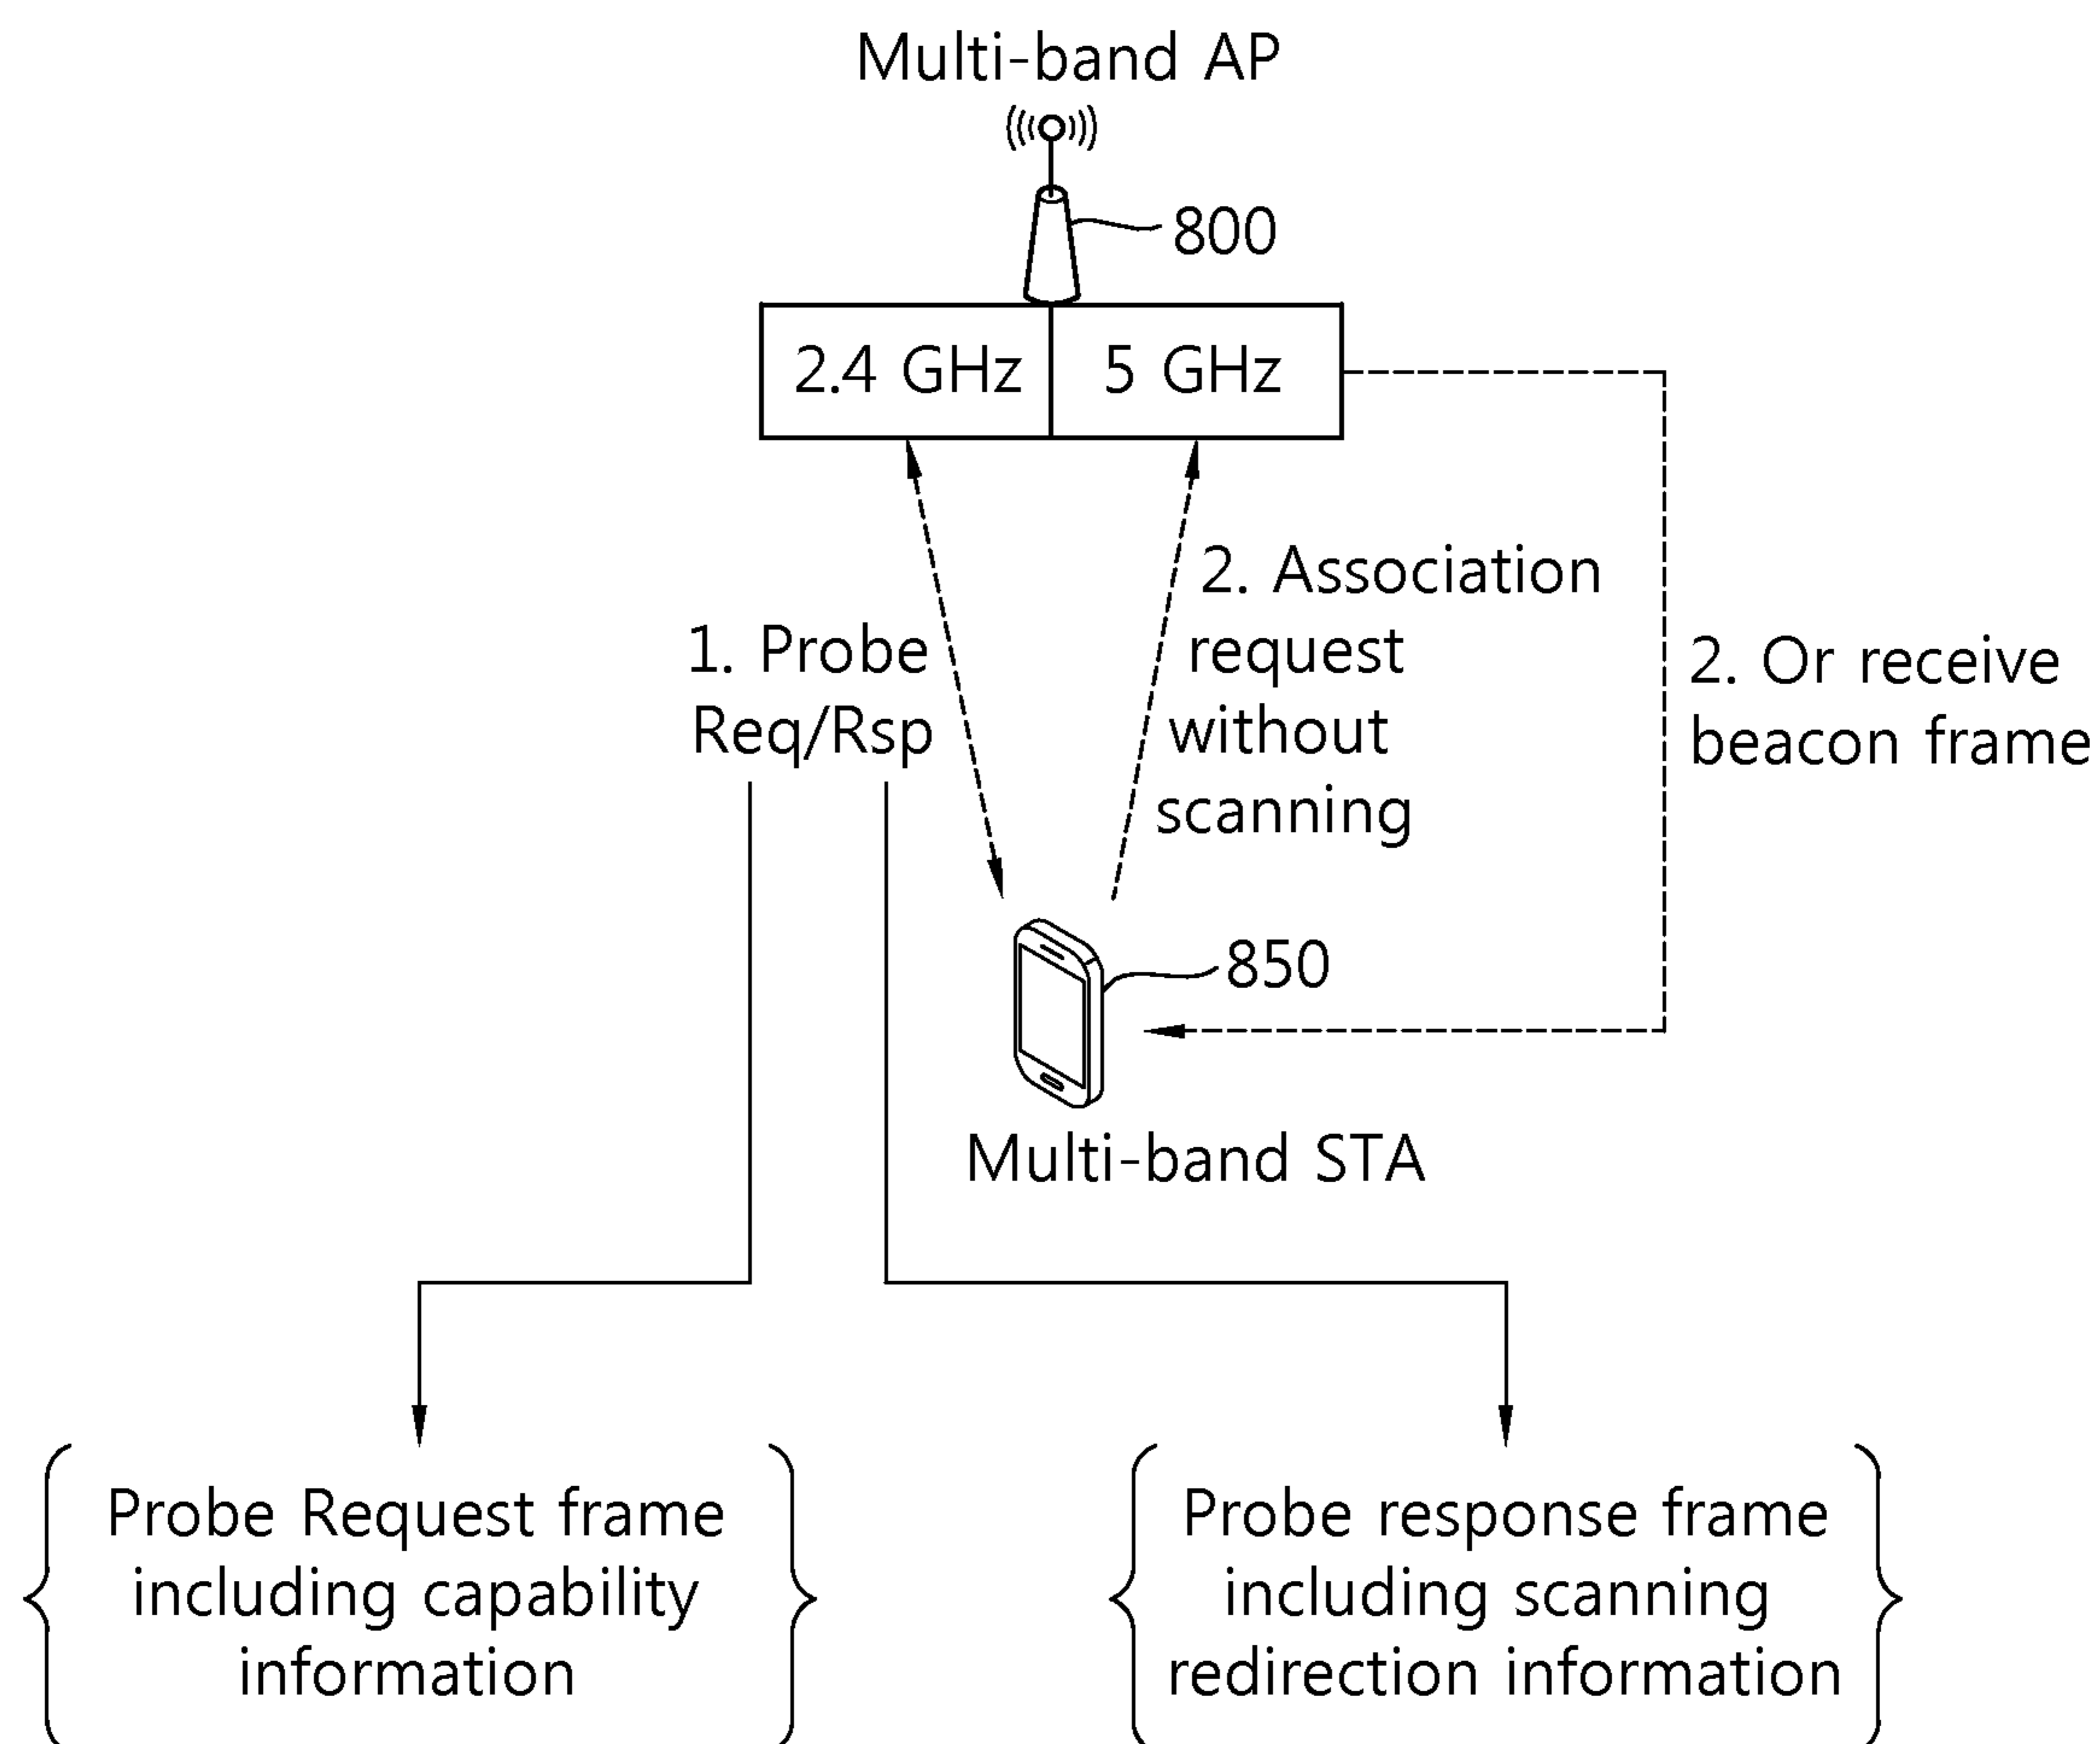 Multi-band AP
800
2.4 GHz
5 GHz
1. Probe
Req/Rsp
2. Association
request
without
scanning
2. Or receive
beacon frame
850
Multi-band STA
Probe Request frame
including capability
information
Probe response frame
including scanning
redirection information